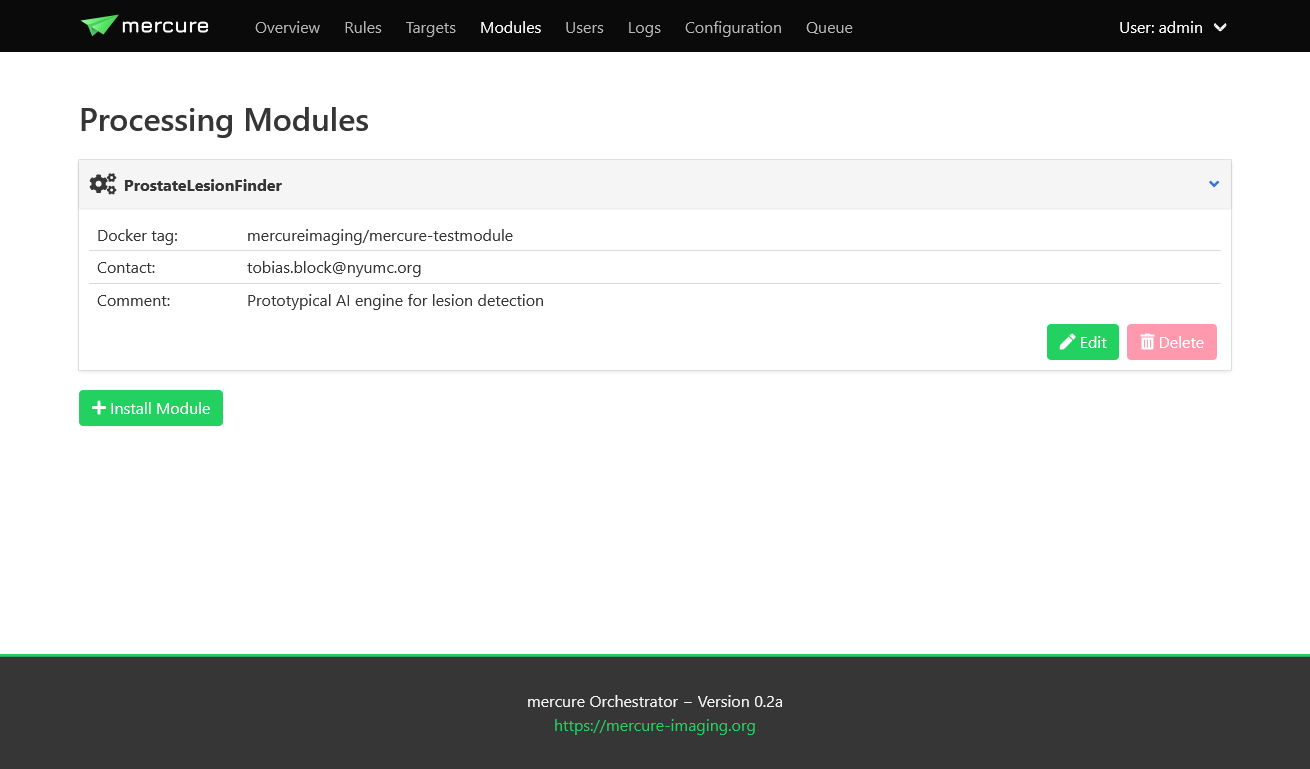 mercure Overview Rules Targets Modules Users Logs Configuration Queue User: admin
Processing Modules
ProstateLesionFinder
Docker tag: mercureimaging/mercure-testmodule
Contact: tobias.block@nyumc.org
Comment: Prototypical AI engine for lesion detection
Edit Delete
Install Module
mercure Orchestrator – Version 0.2a
https://mercure-imaging.org